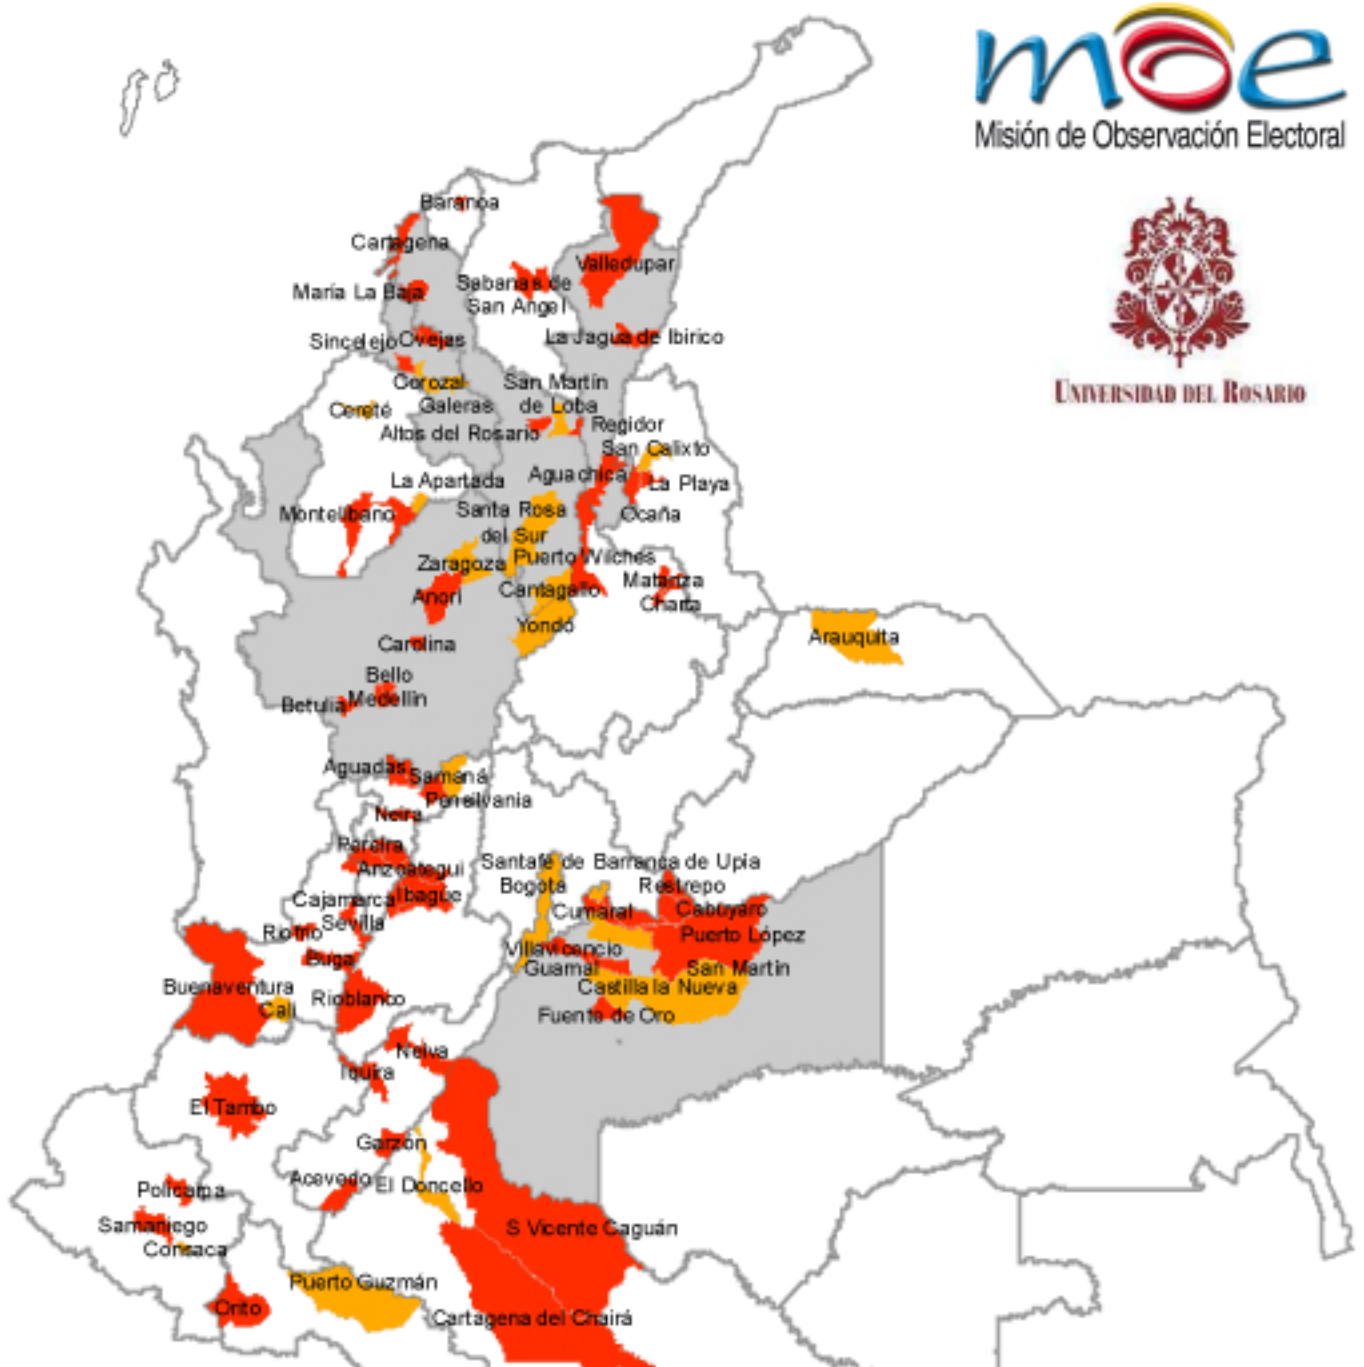 moe
Misión de Observación Electoral
UNIVERSIDAD DEL ROSARIO
Baranoa
Cartagena
Valledupar
Sabanas de
San Angel
María La Baja
Sincelejo
Ovejas
La Jagua de Ibirico
Corozal
San Martín
de Loba
Cereté
Galeras
Altos del Rosario
Regidor
San Calixto
La Apartada
Aguachica
La Playa
Montelibano
Santa Rosa
del Sur
Ocaña
Zaragoza
Puerto Wilches
Anorí
Cantagallo
Matanza
Charta
Yondó
Arauquita
Carolina
Bello
Medellín
Betulia
Aguadas
Samaná
Pensilvania
Neira
Pereira
Anzoategui
Santafé de
Bogotá
Barranca de Upia
Restrepo
Cajamarca
Ibagüe
Cumaral
Cabuyaro
Riofrio
Sevilla
Puerto López
Buga
Villavicencio
Guamal
San Martín
Buenaventura
Rioblanco
Castilla la Nueva
Cali
Fuente de Oro
Neiva
Iquira
El Tambo
Garzón
Acevedo
El Doncello
Policarpa
Samaniego
S Vicente Caguán
Consaca
Puerto Guzmán
Orito
Cartagena del Chairá